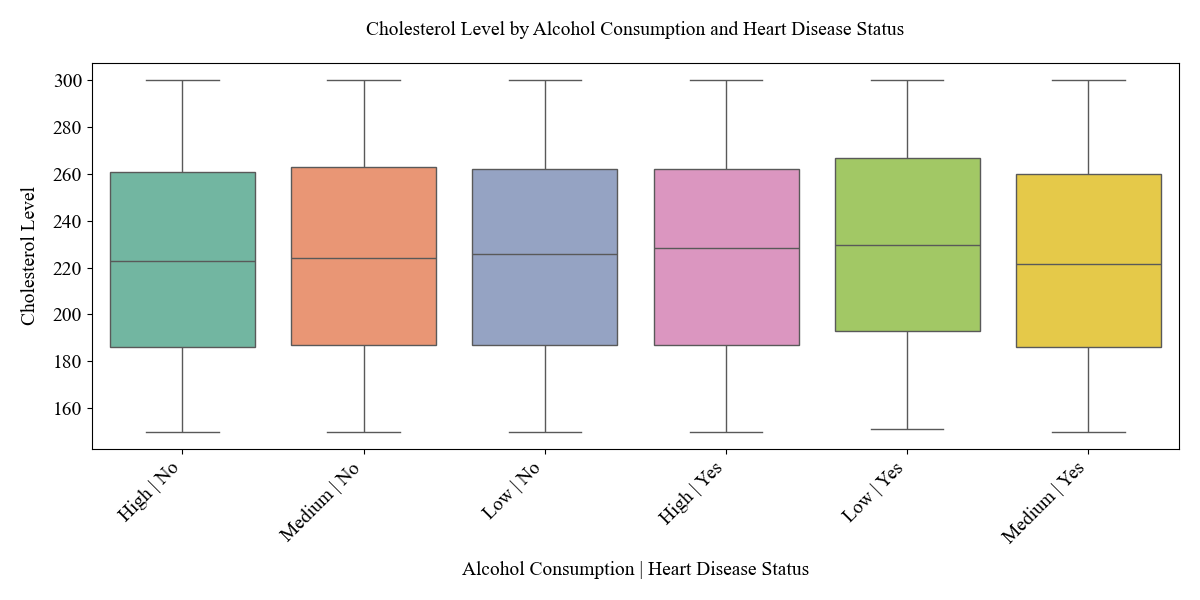 Cholesterol Level by Alcohol Consumption and Heart Disease Status
Cholesterol Level
300
280
260
240
220
200
180
160
High | No
Medium | No
Low | No
High | Yes
Low | Yes
Medium | Yes
Alcohol Consumption | Heart Disease Status